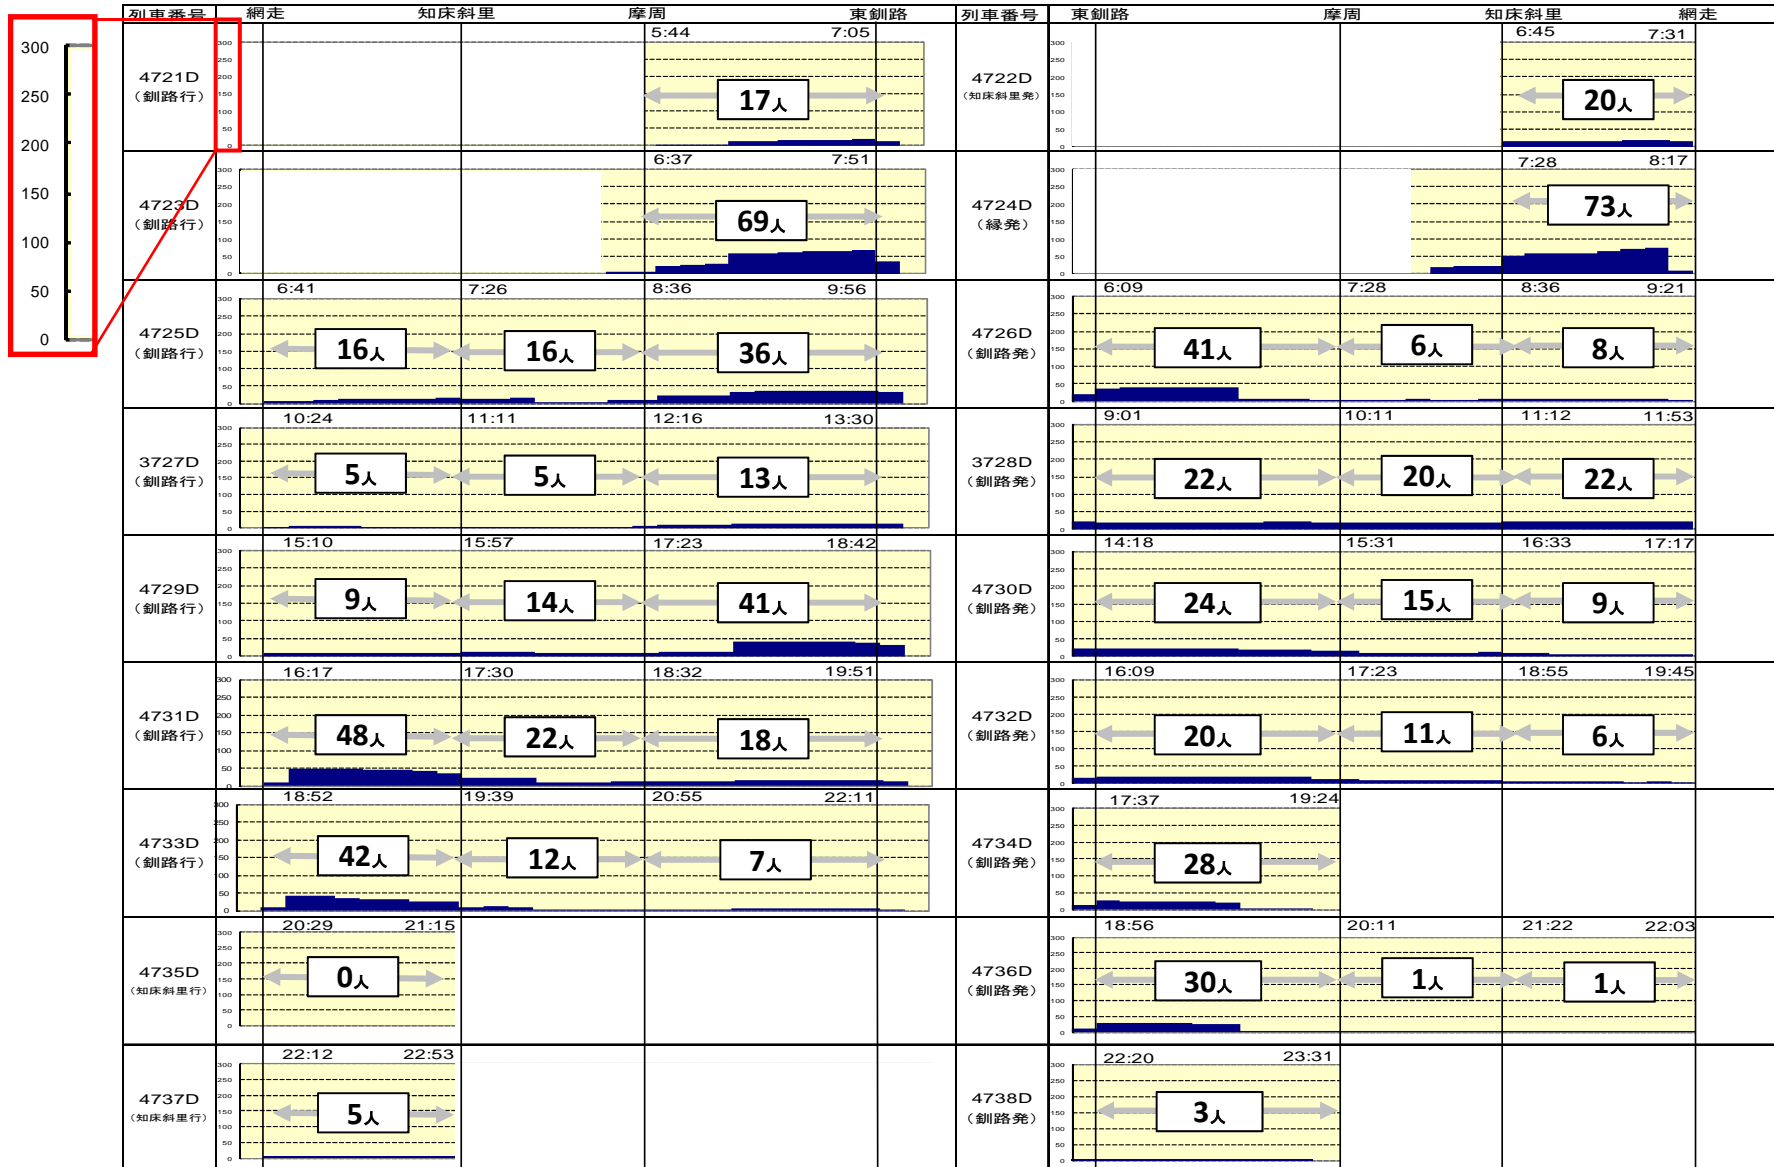 列車番号 網走 知床斜里 摩周 東釧路 列車番号 東釧路 摩周 知床斜里 網走
300
250
200
150
100
50
0
5:44 7:05
4721D
（釧路行）
17人
6:45 7:31
4722D
（知床斜里発）
20人
6:37 7:51
4723D
（釧路行）
69人
7:28 8:17
4724D
（緑発）
73人
6:41 7:26 8:36 9:56
4725D
（釧路行）
16人 16人 36人
6:09 7:28 8:36 9:21
4726D
（釧路発）
41人 6人 8人
10:24 11:11 12:16 13:30
3727D
（釧路行）
5人 5人 13人
9:01 10:11 11:12 11:53
3728D
（釧路発）
22人 20人 22人
15:10 15:57 17:23 18:42
4729D
（釧路行）
9人 14人 41人
14:18 15:31 16:33 17:17
4730D
（釧路発）
24人 15人 9人
16:17 17:30 18:32 19:51
4731D
（釧路行）
48人 22人 18人
16:09 17:23 18:55 19:45
4732D
（釧路発）
20人 11人 6人
18:52 19:39 20:55 22:11
4733D
（釧路行）
42人 12人 7人
17:37 19:24
4734D
（釧路発）
28人
20:29 21:15
4735D
（知床斜里行）
0人
18:56 20:11 21:22 22:03
4736D
（釧路発）
30人 1人 1人
22:12 22:53
4737D
（知床斜里行）
5人
22:20 23:31
4738D
（釧路発）
3人